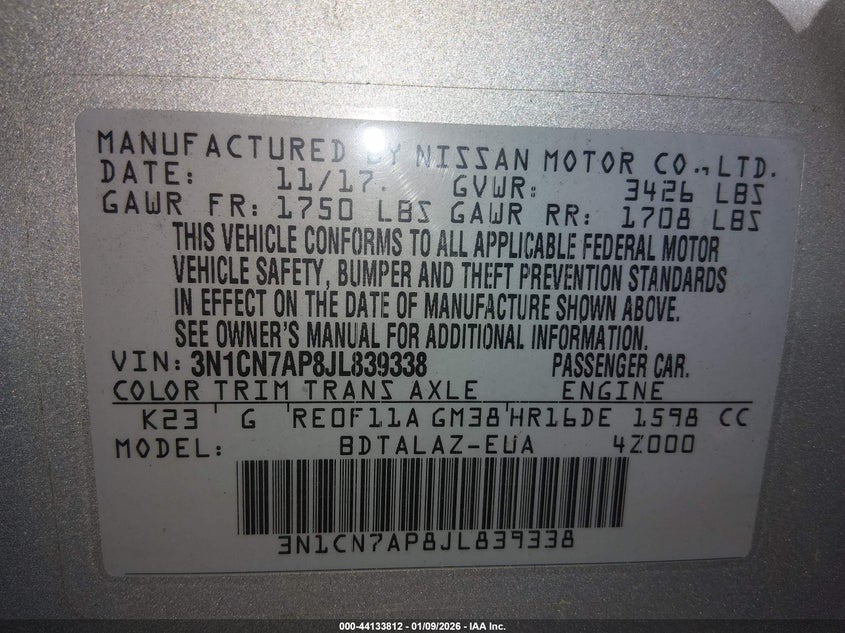 MANUFACTURED BY NISSAN MOTOR CO.,LTD.
DATE: 11/17. GVWR: 3426 LBS
GAWR FR: 1750 LBS GAWR RR: 1708 LBS
THIS VEHICLE CONFORMS TO ALL APPLICABLE FEDERAL MOTOR
VEHICLE SAFETY, BUMPER AND THEFT PREVENTION STANDARDS
IN EFFECT ON THE DATE OF MANUFACTURE SHOWN ABOVE.
SEE OWNER'S MANUAL FOR ADDITIONAL INFORMATION.
VIN: 3N1CN7AP8JL839338 PASSENGER CAR.
COLOR TRIM TRANS AXLE ENGINE
K23 G RE0F11A GM38 HR16DE 1598 CC
MODEL: BDTALAZ-EUA 4Z000
3N1CN7AP8JL839338
000-44133812 - 01/09/2026 - IAA Inc.